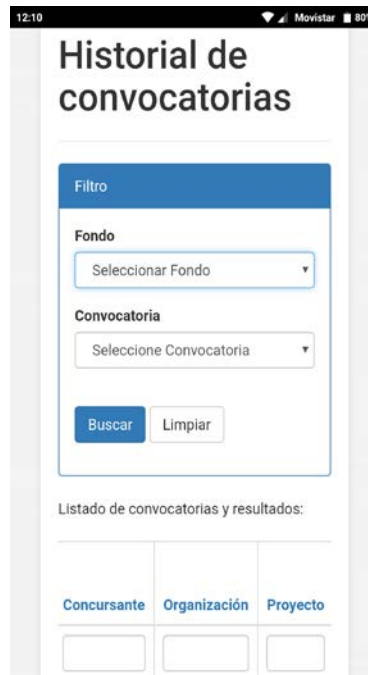 12:10 Movistar 80%
Historial de
convocatorias
Filtro
Fondo
Seleccionar Fondo
Convocatoria
Seleccione Convocatoria
Buscar Limpiar
Listado de convocatorias y resultados:
Concursante Organización Proyecto